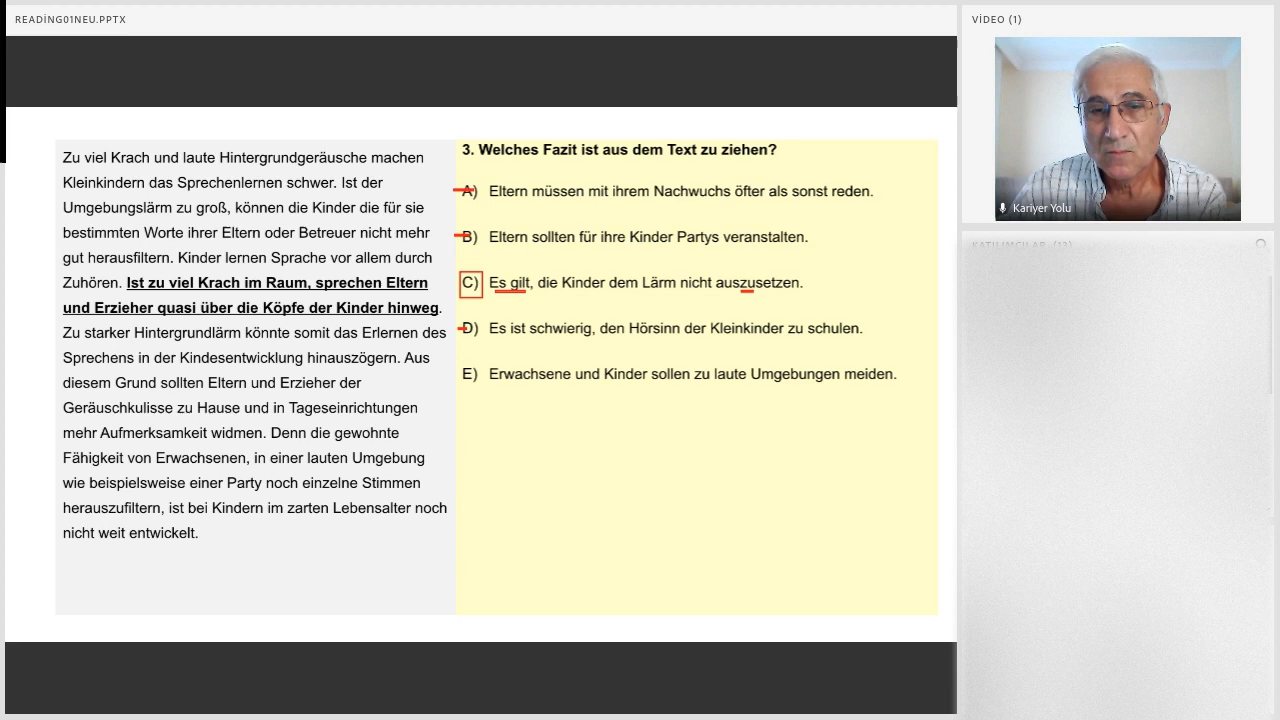 READİNG01NEU.PPTX
Zu viel Krach und laute Hintergrundgeräusche machen
Kleinkindern das Sprechenlernen schwer. Ist der
Umgebungslärm zu groß, können die Kinder die für sie
bestimmten Worte ihrer Eltern oder Betreuer nicht mehr
gut herausfiltern. Kinder lernen Sprache vor allem durch
Zuhören. Ist zu viel Krach im Raum, sprechen Eltern
und Erzieher quasi über die Köpfe der Kinder hinweg.
Zu starker Hintergrundlärm könnte somit das Erlernen des
Sprechens in der Kindesentwicklung hinauszögern. Aus
diesem Grund sollten Eltern und Erzieher der
Geräuschkulisse zu Hause und in Tageseinrichtungen
mehr Aufmerksamkeit widmen. Denn die gewohnte
Fähigkeit von Erwachsenen, in einer lauten Umgebung
wie beispielsweise einer Party noch einzelne Stimmen
herauszufiltern, ist bei Kindern im zarten Lebensalter noch
nicht weit entwickelt.
3. Welches Fazit ist aus dem Text zu ziehen?
A) Eltern müssen mit ihrem Nachwuchs öfter als sonst reden.
B) Eltern sollten für ihre Kinder Partys veranstalten.
C) Es gilt, die Kinder dem Lärm nicht auszusetzen.
D) Es ist schwierig, den Hörsinn der Kleinkinder zu schulen.
E) Erwachsene und Kinder sollen zu laute Umgebungen meiden.
VİDEO (1)
Kariyer Yolu
KATILIMCILAR (13)